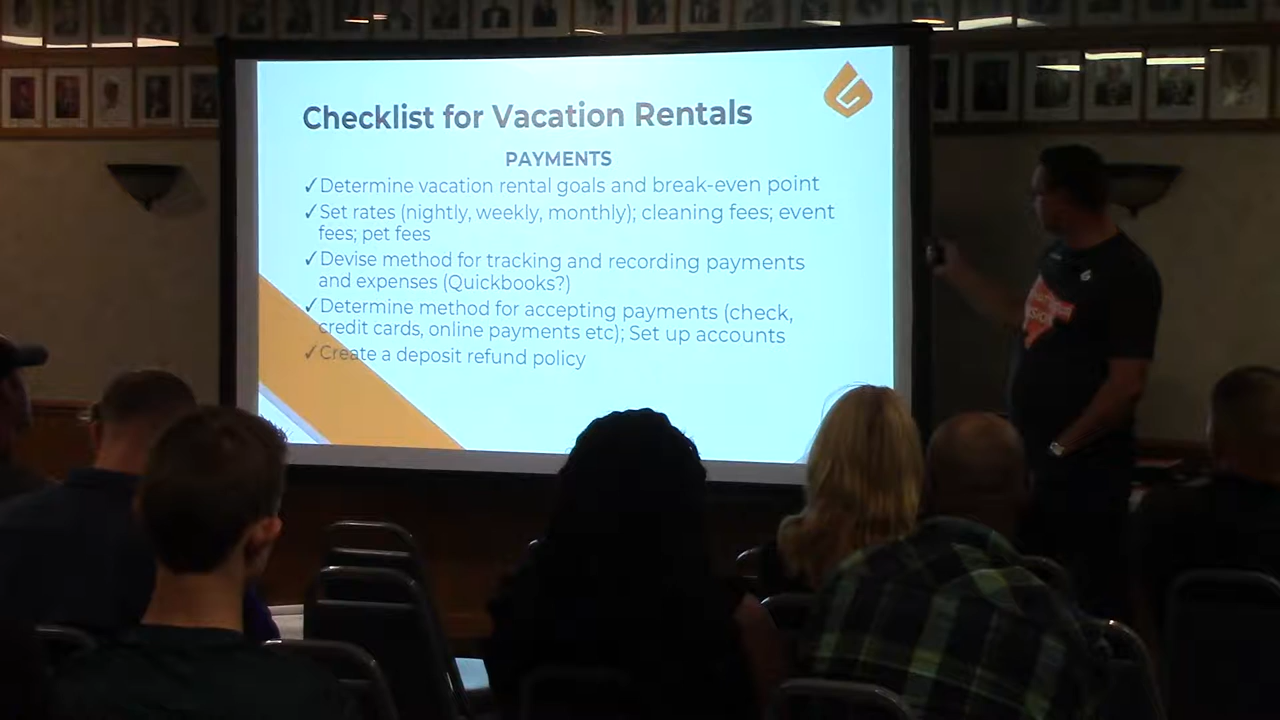 Checklist for Vacation Rentals
PAYMENTS
✓Determine vacation rental goals and break-even point
✓Set rates (nightly, weekly, monthly); cleaning fees; event
fees; pet fees
✓Devise method for tracking and recording payments
and expenses (Quickbooks?)
✓Determine method for accepting payments (check,
credit cards, online payments etc); Set up accounts
✓Create a deposit refund policy